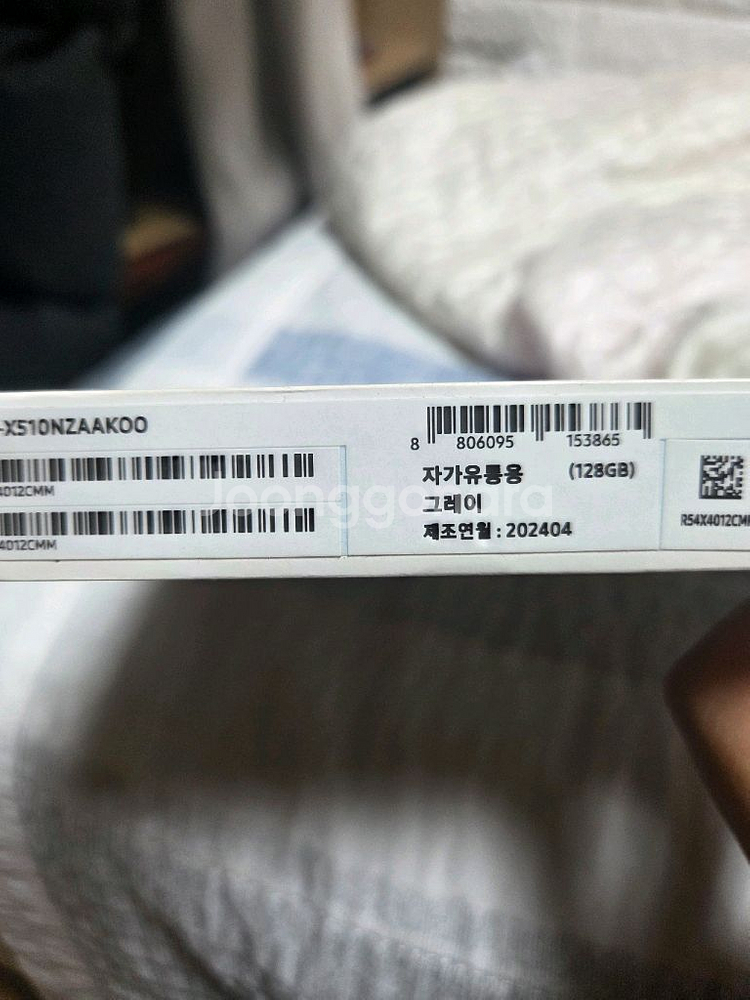 -X510NZAAKOO
4012CMM
4012CMM
8 806095 153865
자가유통용 (128GB)
그레이
제조연월 : 202404
R54X4012CM
Joonggonara